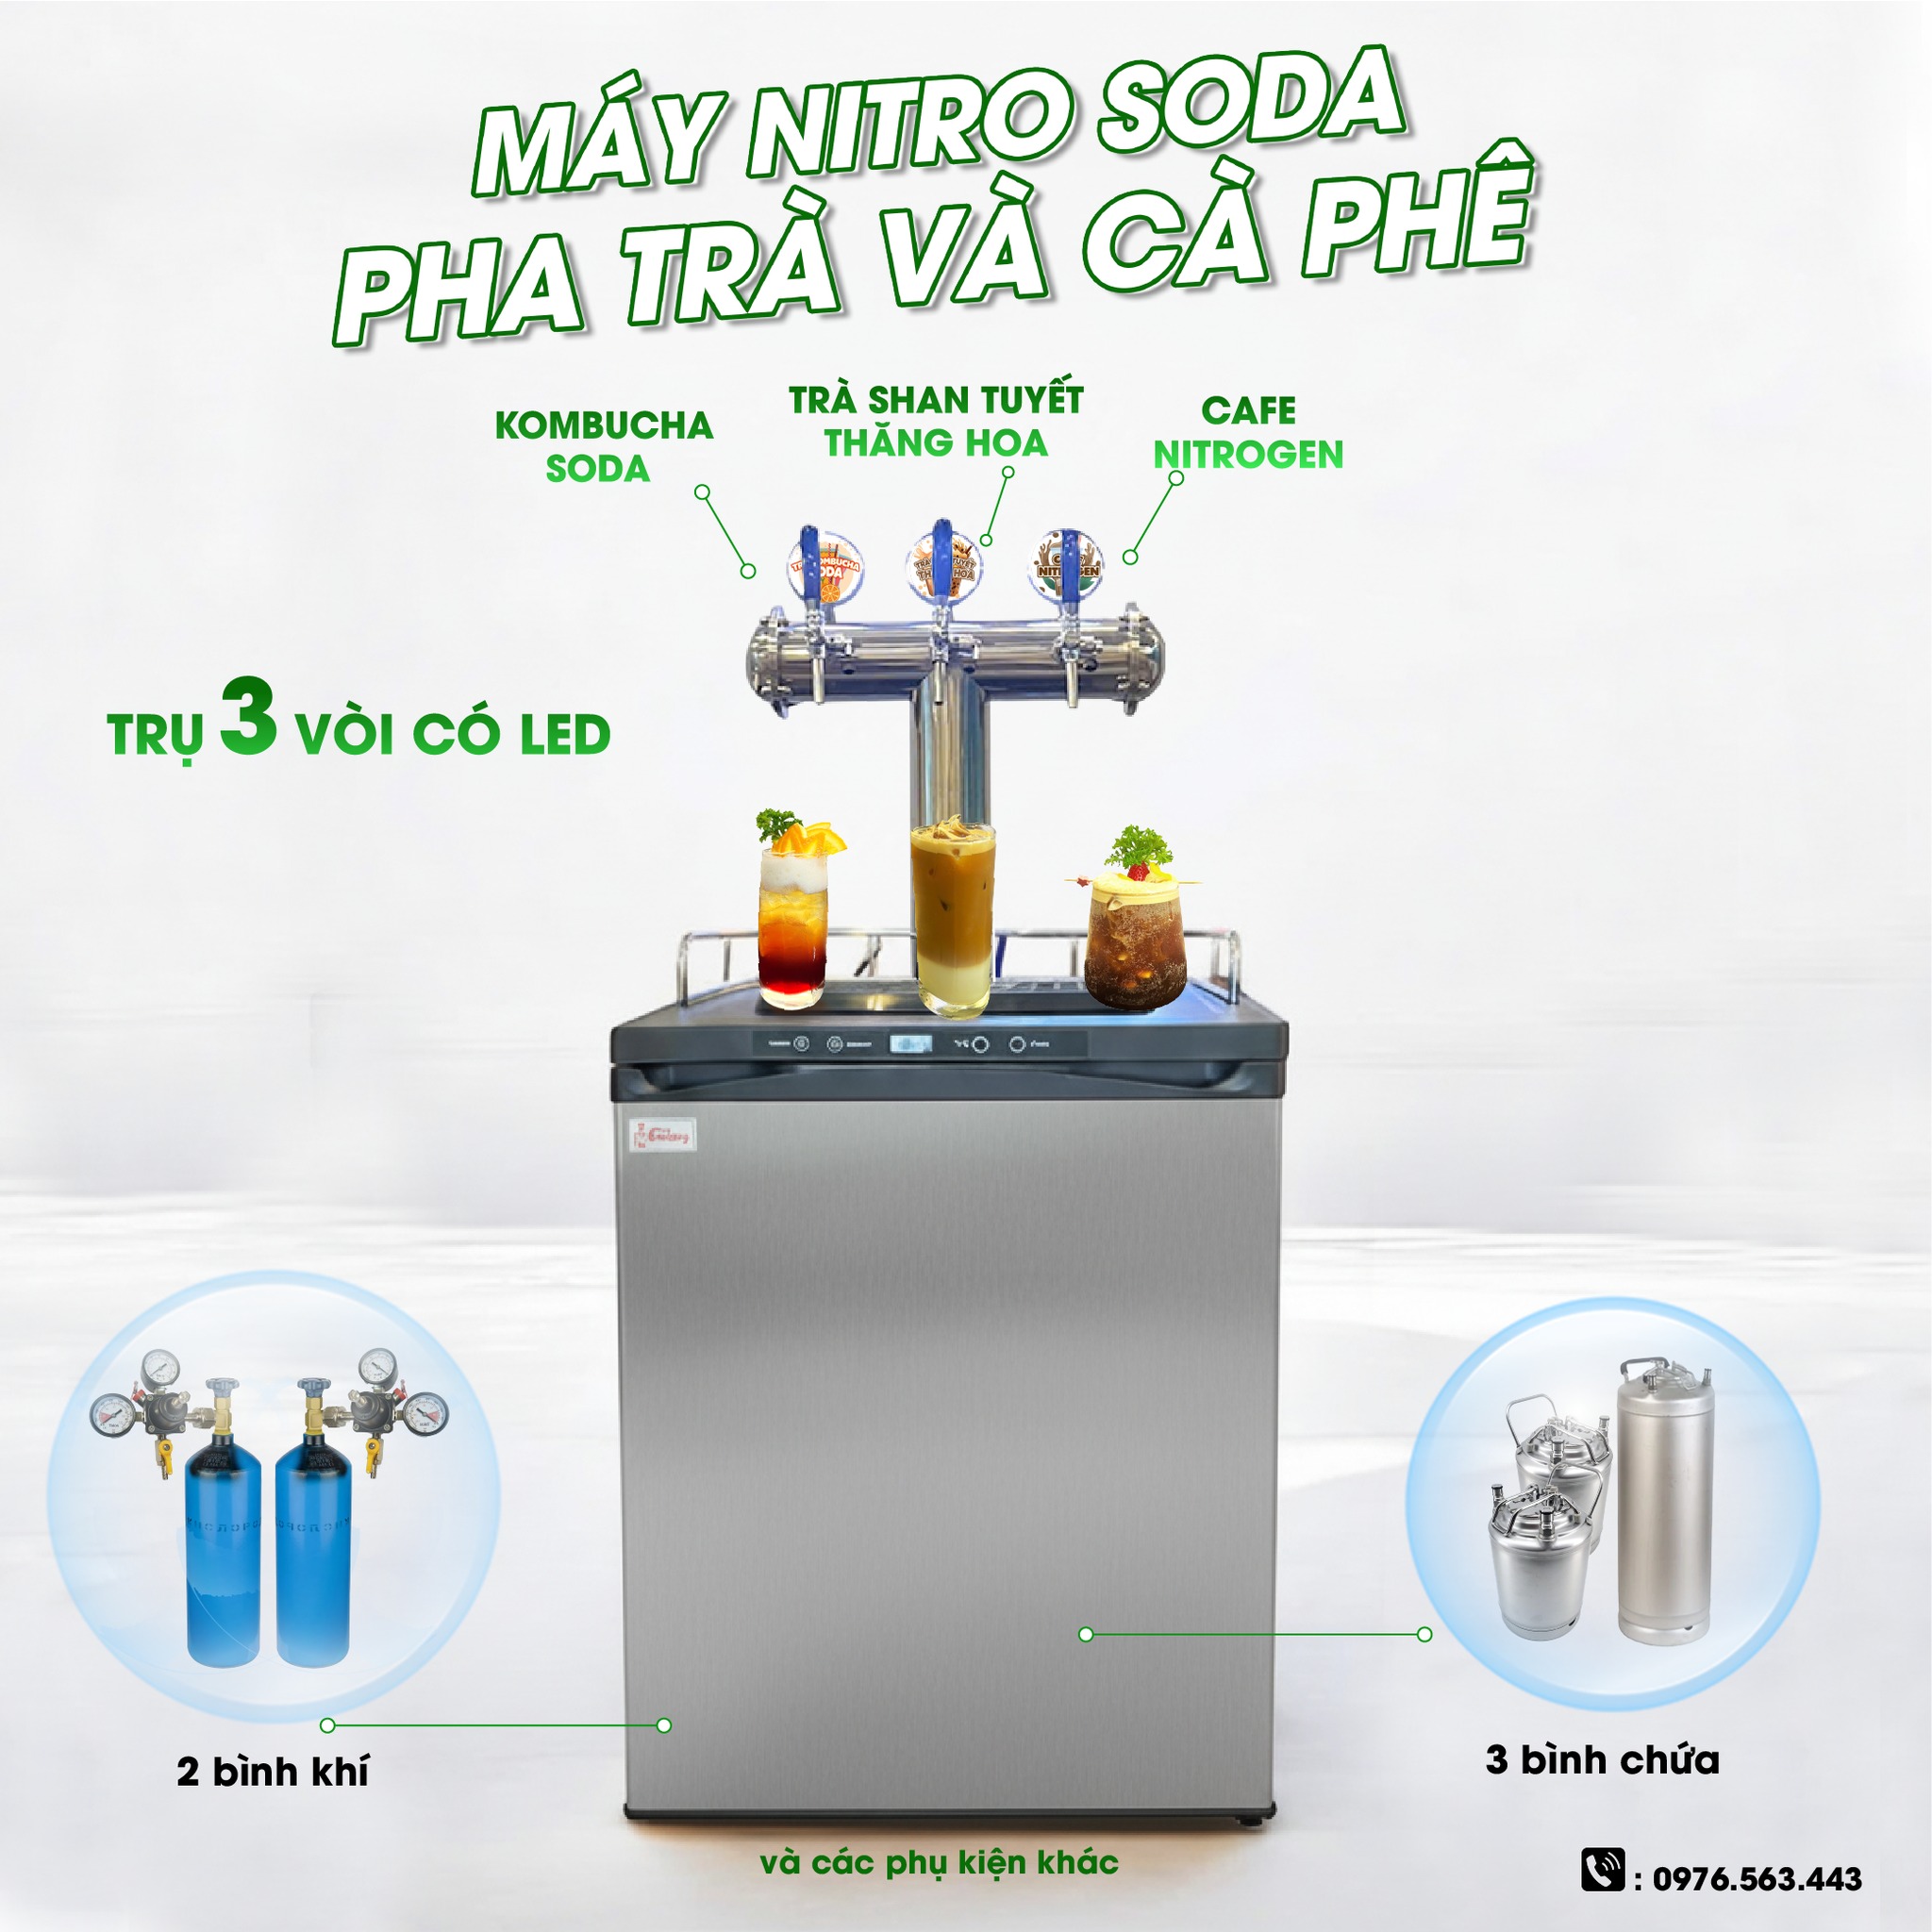 MÁY NITRO SODA
PHA TRÀ VÀ CÀ PHÊ
KOMBUCHA
SODA
TRÀ SHAN TUYẾT
THĂNG HOA
CAFE
NITROGEN
TRỤ 3 VÒI CÓ LED
2 bình khí
3 bình chứa
và các phụ kiện khác
: 0976.563.443